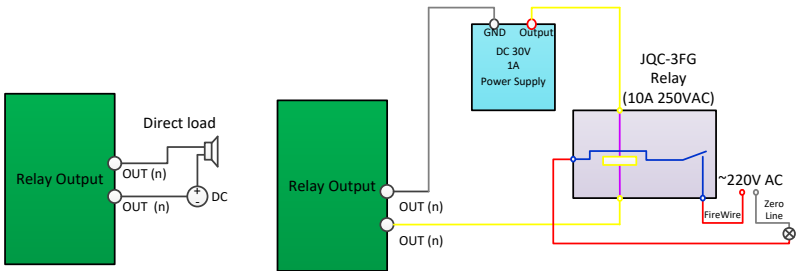 Direct load
Relay Output
OUT (n)
OUT (n)
+
-
DC
GND
Output
DC 30V
1A
Power Supply
Relay Output
OUT (n)
OUT (n)
JQC-3FG
Relay
(10A 250VAC)
~220V AC
FireWire
Zero
Line